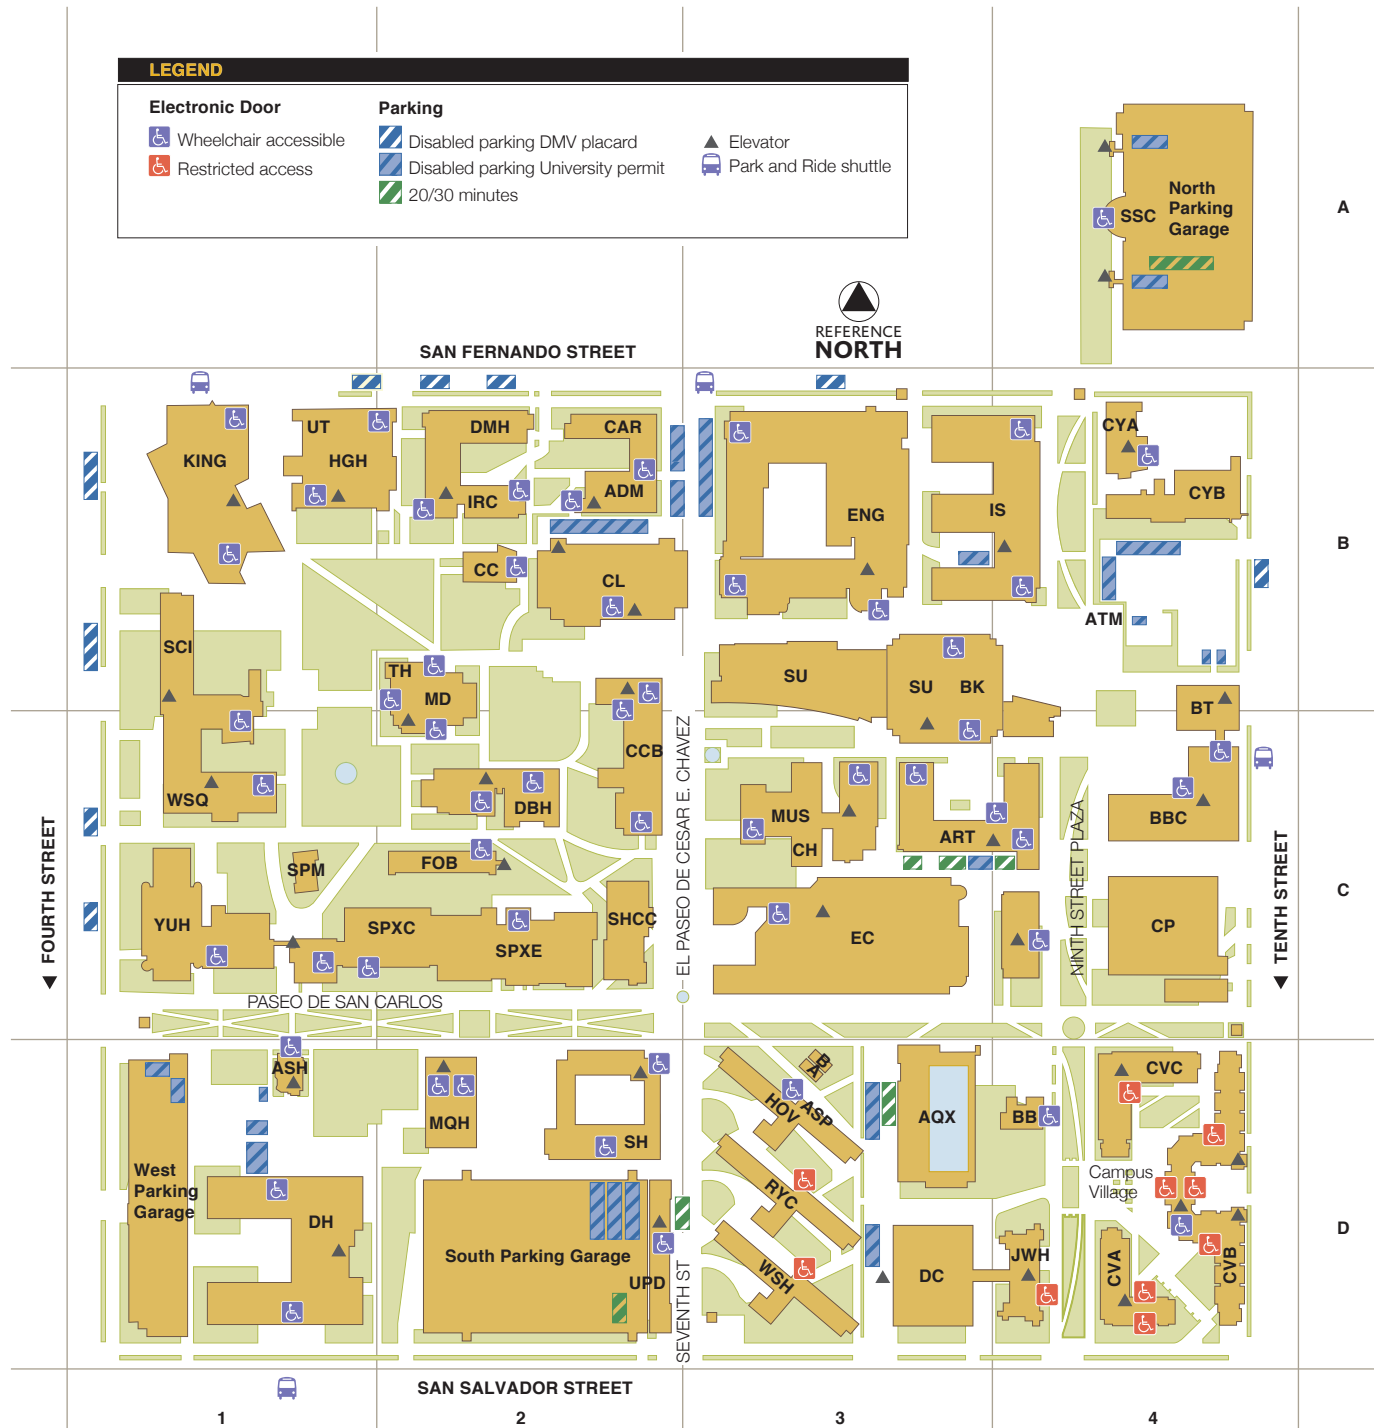 LEGEND
Electronic Door
Wheelchair accessible
Restricted access
Parking
Disabled parking DMV placard
Disabled parking University permit
20/30 minutes
Elevator
Park and Ride shuttle
SSC
North
Parking
Garage
A
REFERENCE
NORTH
SAN FERNANDO STREET
KING
UT
HGH
DMH
IRC
CAR
ADM
ENG
IS
CYA
CYB
B
CC
CL
ATM
SCI
TH
MD
SU
SU
BK
BT
CCB
WSQ
DBH
MUS
CH
ART
BBC
FOURTH STREET
EL PASEO DE CESAR E. CHAVEZ
NINTH STREET PLAZA
TENTH STREET
SPM
FOB
C
YUH
SPXC
SPXE
SHCC
EC
CP
PASEO DE SAN CARLOS
ASH
MQH
SH
B
A
HOV
ASP
AQX
BB
CVC
West
Parking
Garage
DH
South Parking Garage
UPD
SEVENTH ST
RYC
WSH
DC
JWH
Campus
Village
CVA
CVB
D
SAN SALVADOR STREET
1
2
3
4